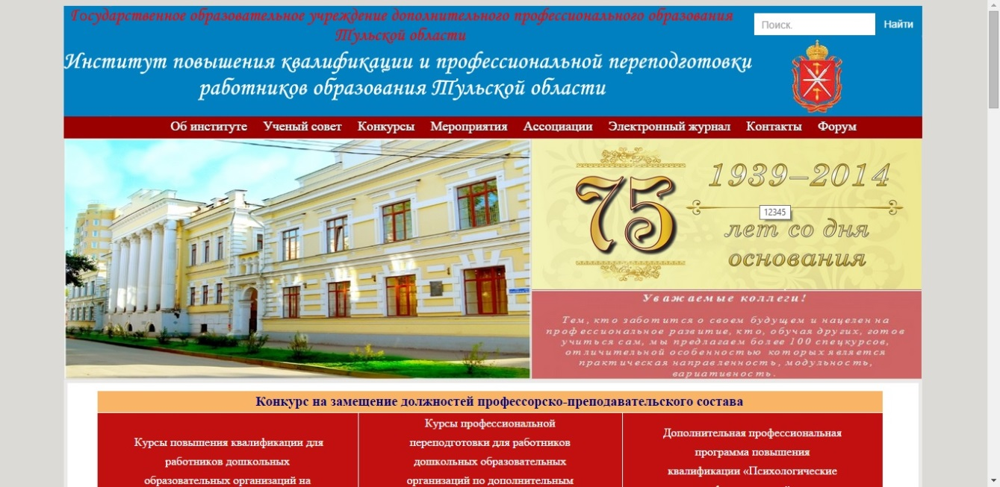 Государственное образовательное учреждение дополнительного профессионального образования
Тульской области
Институт повышения квалификации и профессиональной переподготовки
работников образования Тульской области
Поиск.
Найти
Об институте Ученый совет Конкурсы Мероприятия Ассоциации Электронный журнал Контакты Форум
75
1939–2014
12345
лет со дня
основания
Уважаемые коллеги!
Тем, кто заботится о своем будущем и нацелен на
профессиональное развитие, кто, обучая других, готов
учиться сам, мы предлагаем более 100 спецкурсов,
отличительной особенностью которых является
практическая направленность, модульность,
вариативность.
Конкурс на замещение должностей профессорско-преподавательского состава
Курсы повышения квалификации для
работников дошкольных
образовательных организаций на
Курсы профессиональной
переподготовки для работников
дошкольных образовательных
организаций по дополнительным
Дополнительная профессиональная
программа повышения
квалификации «Психологические